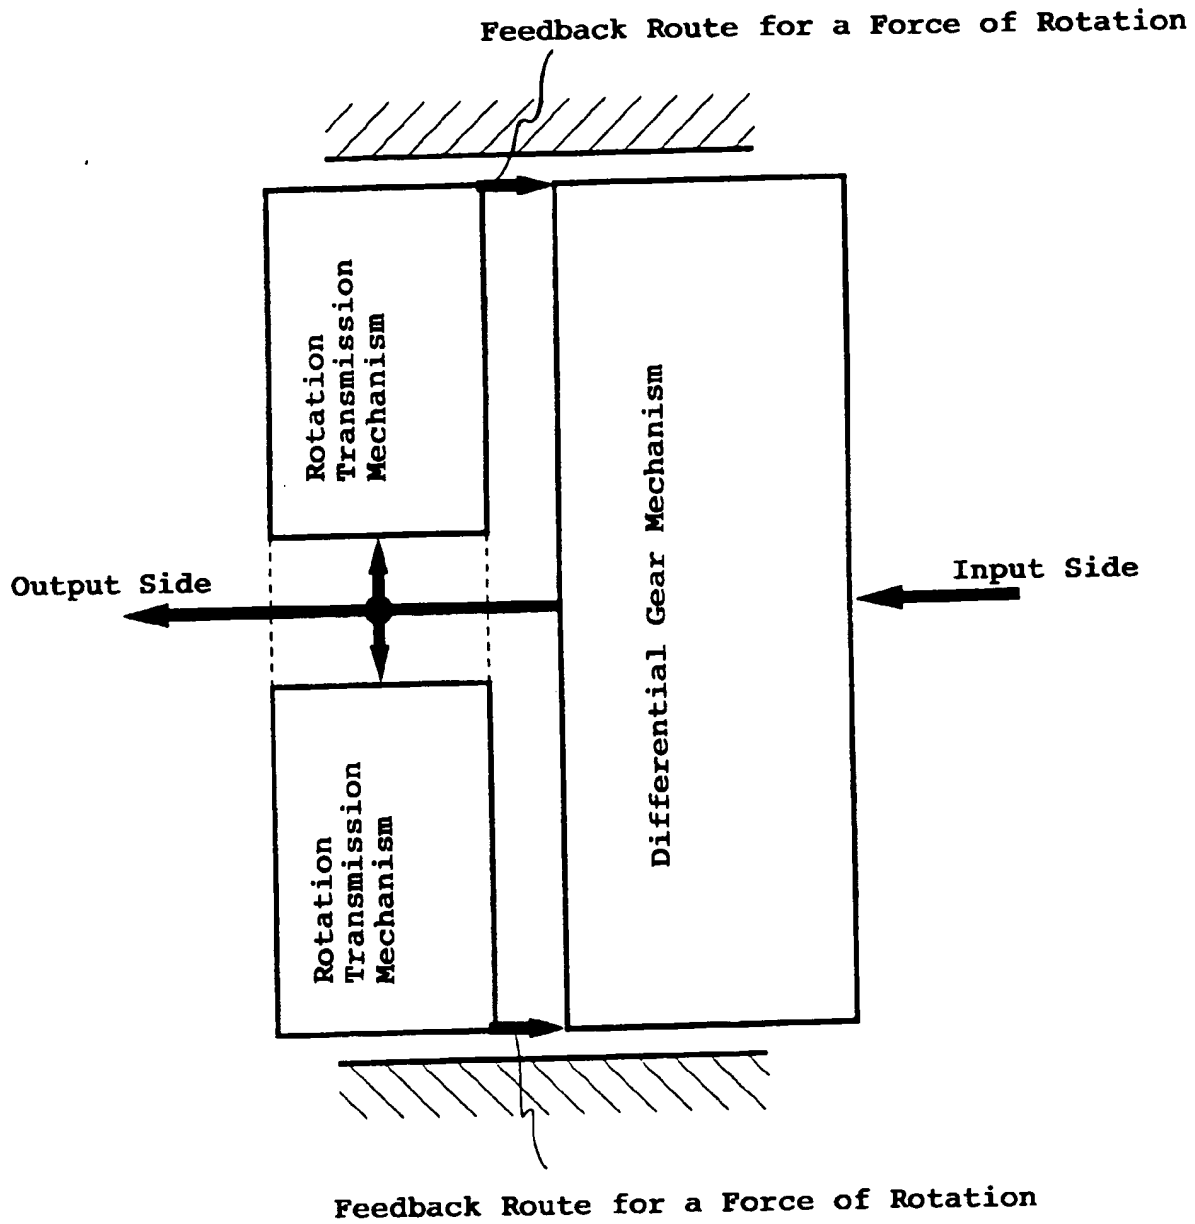 Feedback Route for a Force of Rotation
Rotation
Transmission
Mechanism
Differential Gear Mechanism
Output Side
Input Side
Rotation
Transmission
Mechanism
Feedback Route for a Force of Rotation